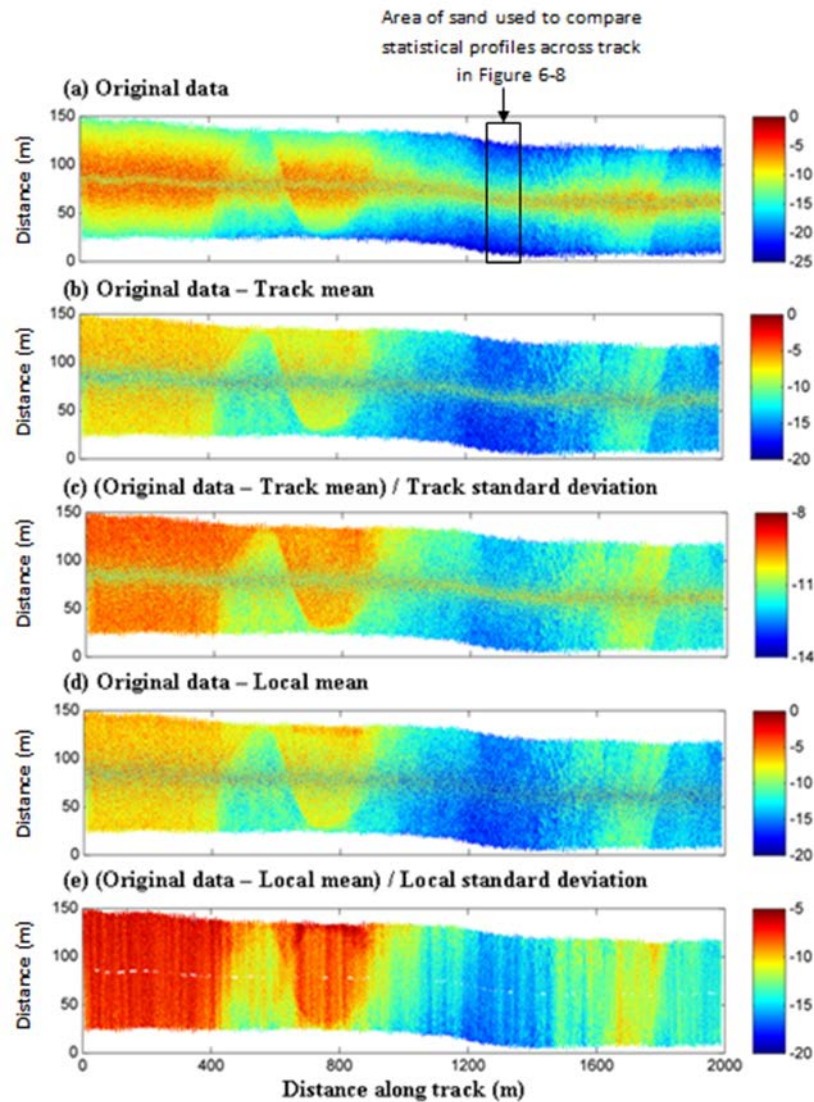 Area of sand used to compare
statistical profiles across track
in Figure 6-8
(a) Original data
Distance (m)
150
100
50
0
0
-5
-10
-15
-20
-25
(b) Original data – Track mean
Distance (m)
150
100
50
0
0
-5
-10
-15
-20
(c) (Original data – Track mean) / Track standard deviation
Distance (m)
150
100
50
0
-8
-11
-14
(d) Original data – Local mean
Distance (m)
150
100
50
0
0
-5
-10
-15
-20
(e) (Original data – Local mean) / Local standard deviation
Distance (m)
150
100
50
0
-5
-10
-15
-20
0 400 800 1200 1600 2000
Distance along track (m)